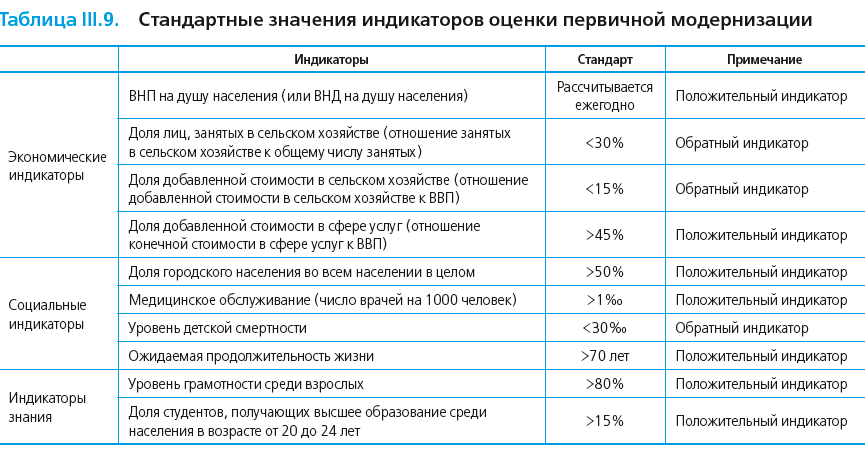 Таблица III.9. Стандартные значения индикаторов оценки первичной модернизации
Индикаторы Стандарт Примечание
Экономические
индикаторы
ВНП на душу населения (или ВНД на душу населения)
Рассчитывается
ежегодно
Положительный индикатор
Доля лиц, занятых в сельском хозяйстве (отношение занятых
в сельском хозяйстве к общему числу занятых)
<30%
Обратный индикатор
Доля добавленной стоимости в сельском хозяйстве (отношение
добавленной стоимости в сельском хозяйстве к ВВП)
<15%
Обратный индикатор
Доля добавленной стоимости в сфере услуг (отношение
конечной стоимости в сфере услуг к ВВП)
>45%
Положительный индикатор
Социальные
индикаторы
Доля городского населения во всем населении в целом >50% Положительный индикатор
Медицинское обслуживание (число врачей на 1000 человек) >1‰ Положительный индикатор
Уровень детской смертности <30‰ Обратный индикатор
Ожидаемая продолжительность жизни >70 лет Положительный индикатор
Индикаторы
знания
Уровень грамотности среди взрослых >80% Положительный индикатор
Доля студентов, получающих высшее образование среди
населения в возрасте от 20 до 24 лет
>15%
Положительный индикатор